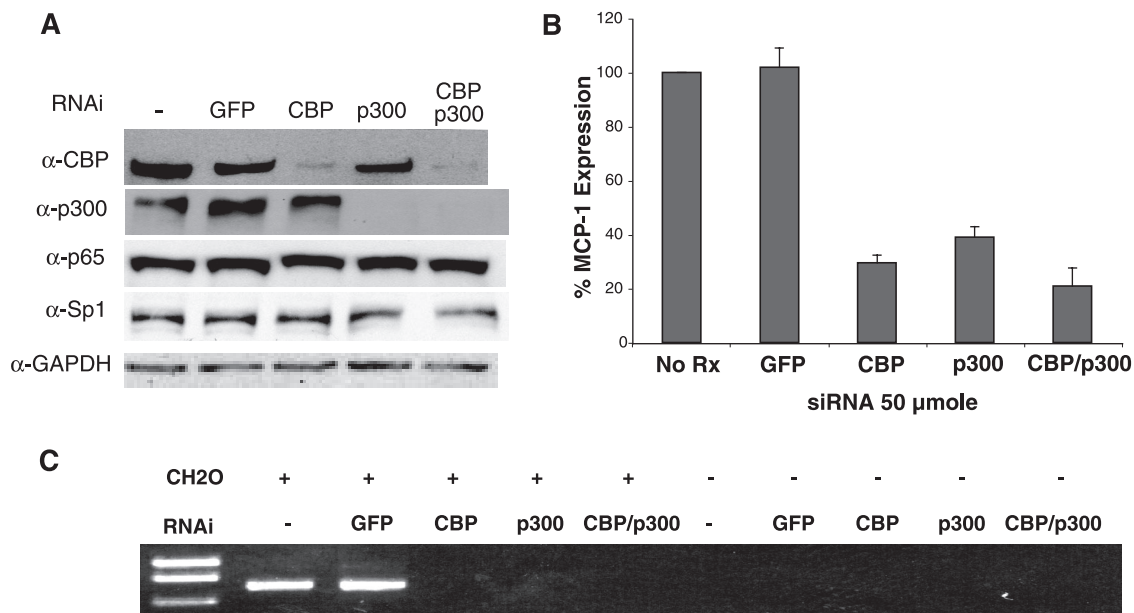 A
RNAi - GFP CBP p300 CBP p300
α-CBP
α-p300
α-p65
α-Sp1
α-GAPDH
B
% MCP-1 Expression
120
100
80
60
40
20
0
No Rx GFP CBP p300 CBP/p300
siRNA 50 µmole
C
CH2O + + + + + - - - - -
RNAi - GFP CBP p300 CBP/p300 - GFP CBP p300 CBP/p300